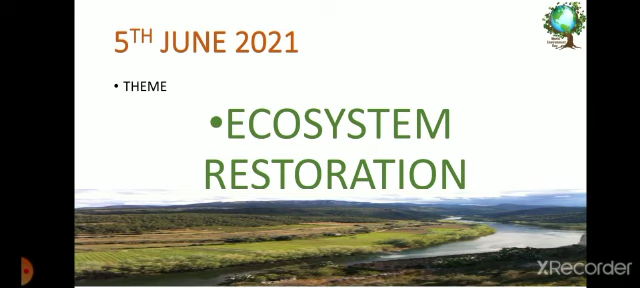 5TH JUNE 2021
• THEME
•ECOSYSTEM
RESTORATION
XRecorder